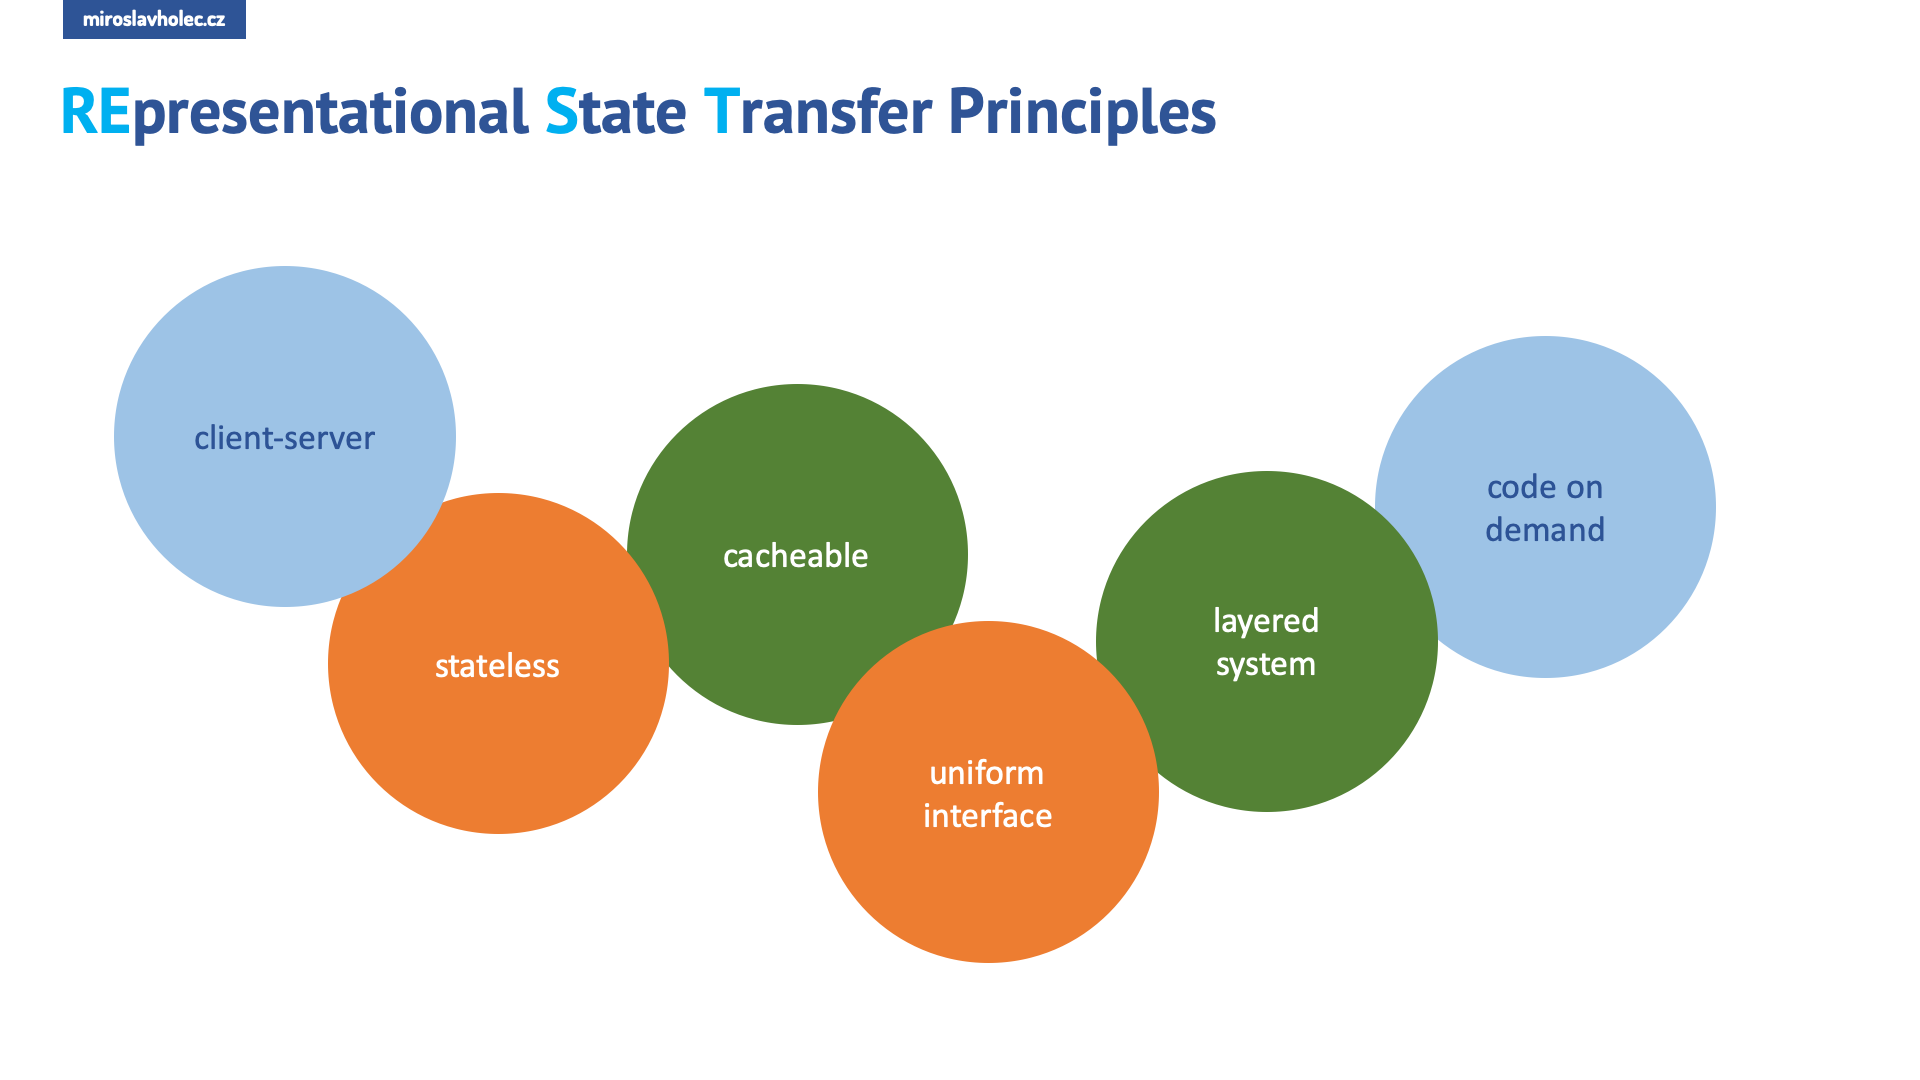 miroslavholec.cz
REpresentational State Transfer Principles
client-server
stateless
cacheable
uniform
interface
layered
system
code on
demand